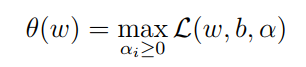 θ(w) = max_{α_i≥0} ℒ(w, b, α)